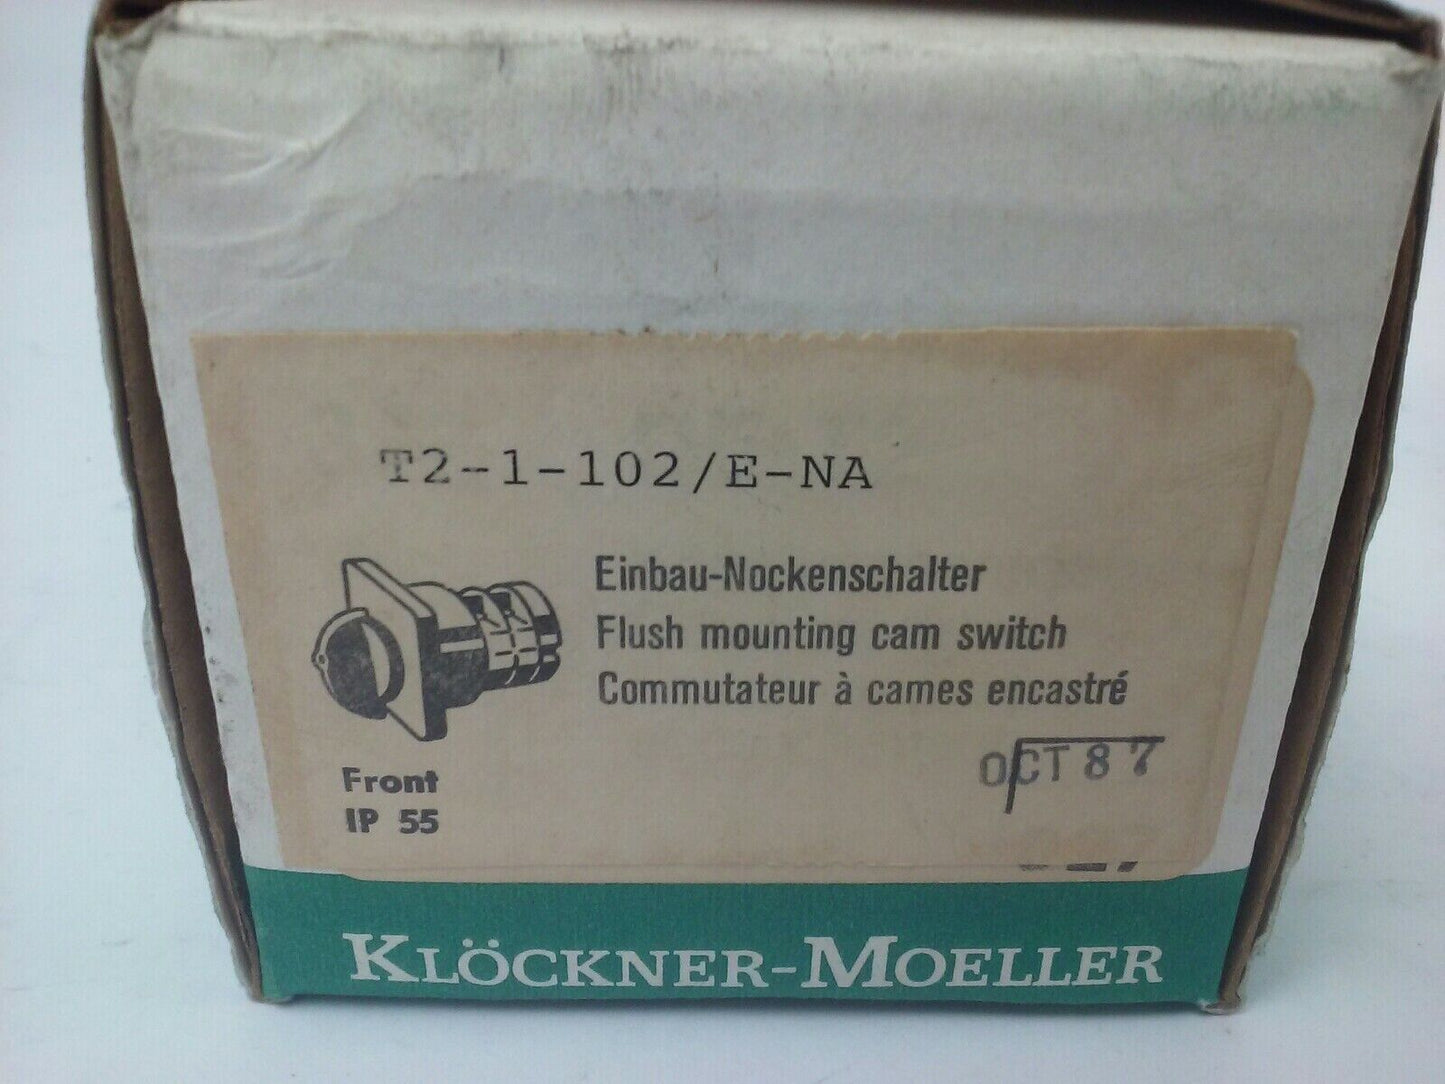 T2-1-102/E-NA
Einbau-Nockenschalter
Flush mounting cam switch
Commutateur à cames encastré
OCT 87
Front
IP 55
KLÖCKNER-MOELLER